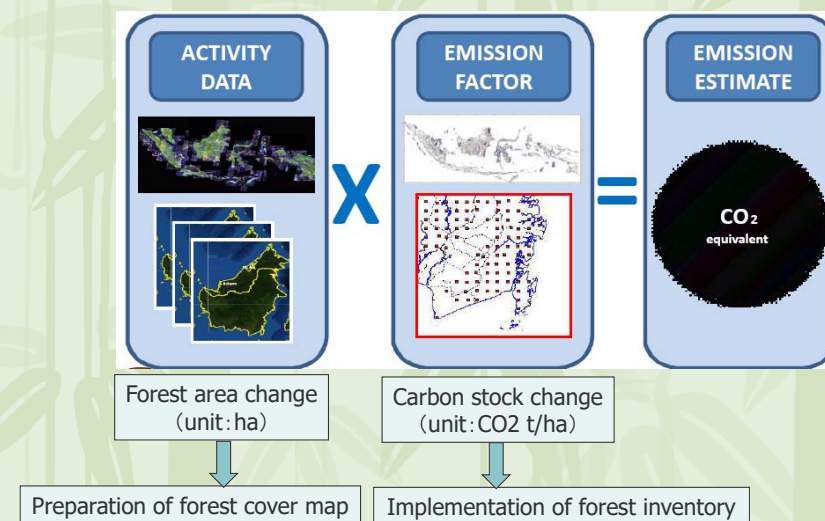 ACTIVITY
DATA
EMISSION
FACTOR
EMISSION
ESTIMATE
X
=
CO2
equivalent
Forest area change
(unit:ha)
Carbon stock change
(unit:CO2 t/ha)
Preparation of forest cover map
Implementation of forest inventory